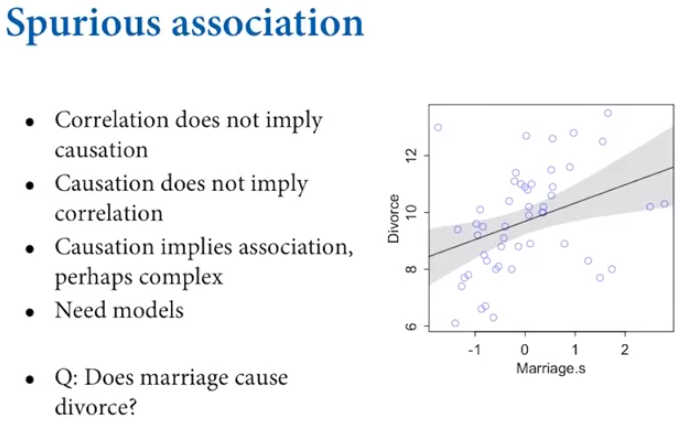 Spurious association
• Correlation does not imply
causation
• Causation does not imply
correlation
• Causation implies association,
perhaps complex
• Need models
• Q: Does marriage cause
divorce?
Divorce
12
10
8
6
-1 0 1 2
Marriage.s